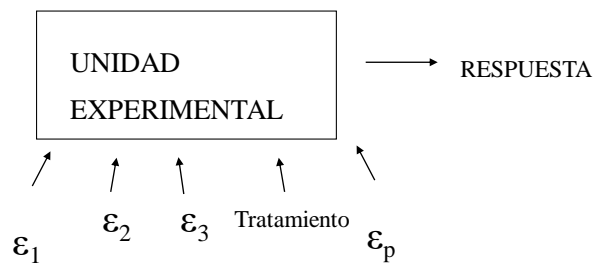 UNIDAD
EXPERIMENTAL
RESPUESTA
ε1
ε2
ε3
Tratamiento
εp